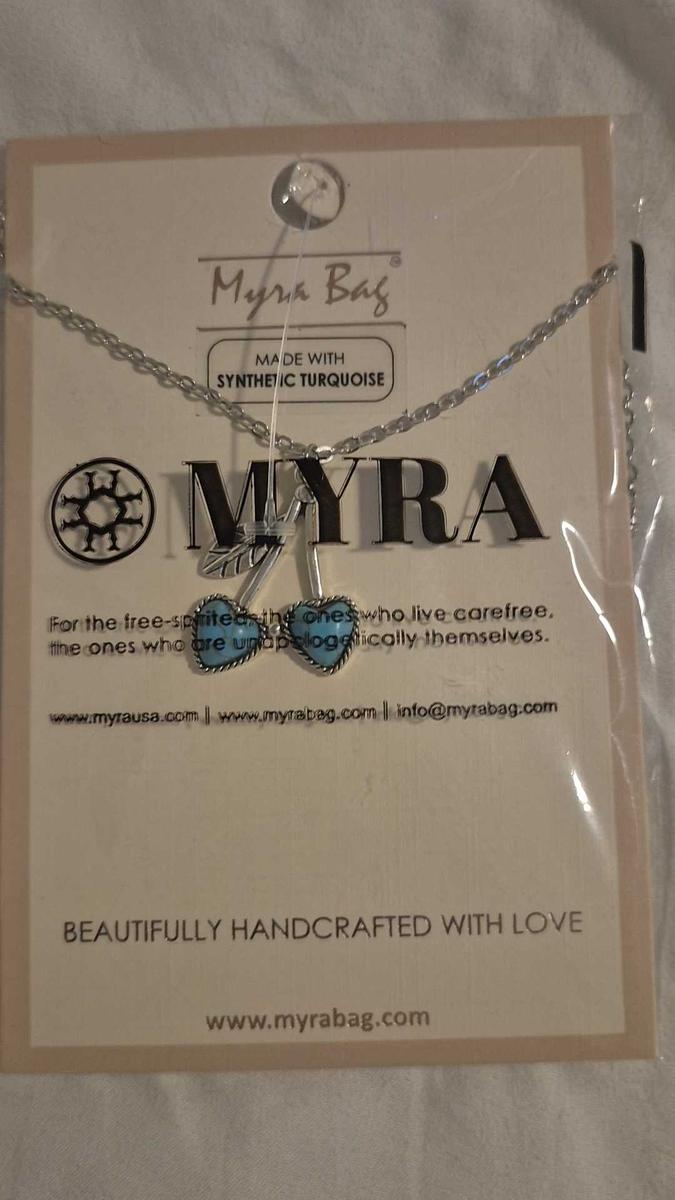 Myra Bag®
MADE WITH
SYNTHETIC TURQUOISE
MYRA
For the free-spirited, the ones who live carefree,
the ones who are unapologetically themselves.
www.myrausa.com | www.myrabag.com | info@myrabag.com
BEAUTIFULLY HANDCRAFTED WITH LOVE
www.myrabag.com